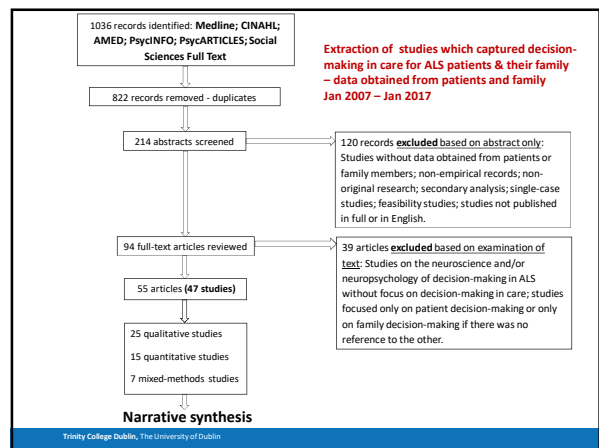 1036 records identified: Medline; CINAHL;
AMED; PsycINFO; PsycARTICLES; Social
Sciences Full Text
Extraction of studies which captured decision-
making in care for ALS patients & their family
– data obtained from patients and family
Jan 2007 – Jan 2017
822 records removed - duplicates
214 abstracts screened
120 records excluded based on abstract only:
Studies without data obtained from patients or
family members; non-empirical records; non-
original research; secondary analysis; single-case
studies; feasibility studies; studies not published
in full or in English.
94 full-text articles reviewed
39 articles excluded based on examination of
text: Studies on the neuroscience and/or
neuropsychology of decision-making in ALS
without focus on decision-making in care; studies
focused only on patient decision-making or only
on family decision-making if there was no
reference to the other.
55 articles (47 studies)
25 qualitative studies
15 quantitative studies
7 mixed-methods studies
Narrative synthesis
Trinity College Dublin, The University of Dublin